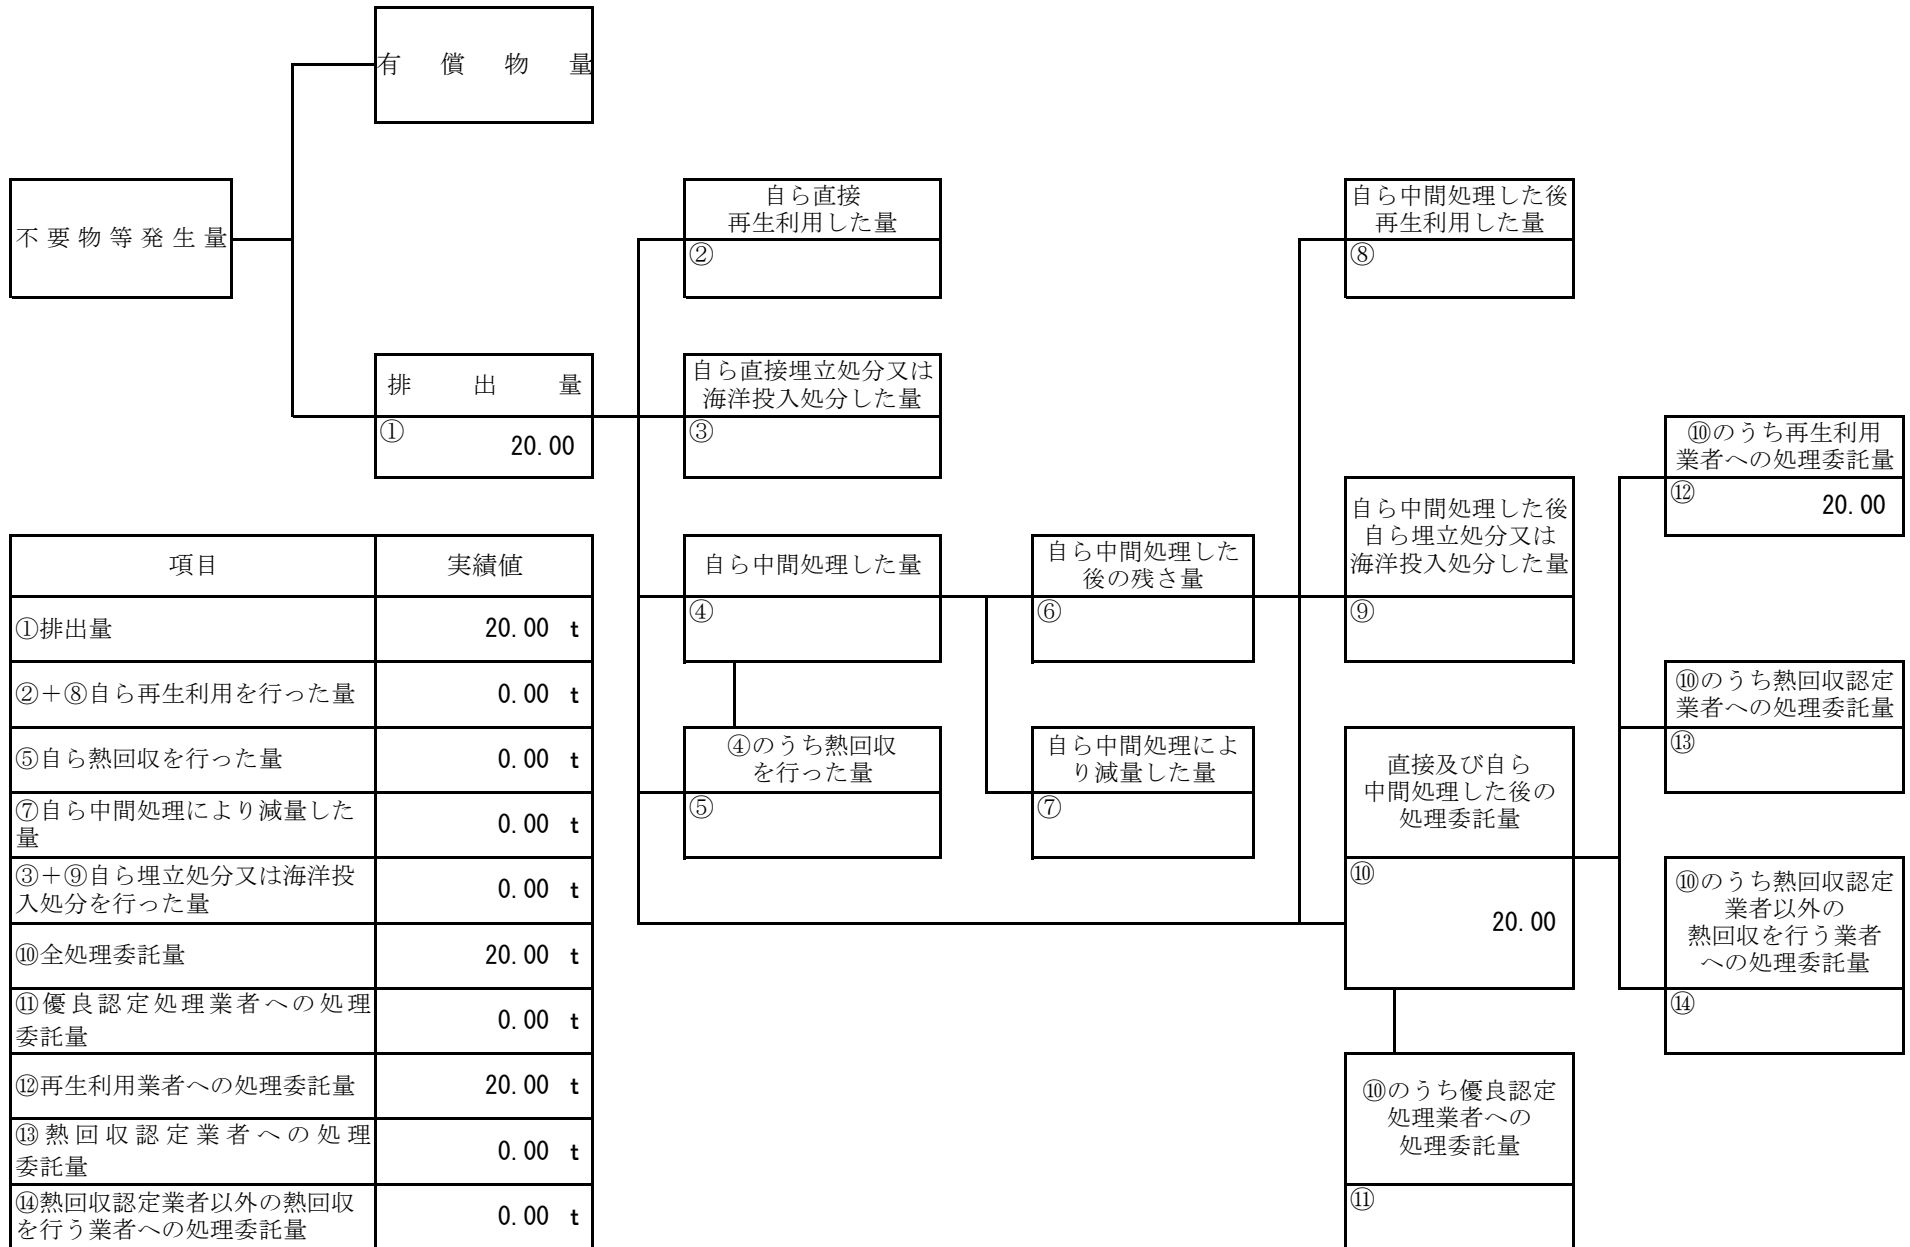 有償物量
不要物等発生量
自ら直接
再生利用した量
②
自ら中間処理した後
再生利用した量
⑧
排出量
①
20.00
自ら直接埋立処分又は
海洋投入処分した量
③
⑩のうち再生利用
業者への処理委託量
⑫
20.00
自ら中間処理した量
④
自ら中間処理した
後の残さ量
⑥
自ら中間処理した後
自ら埋立処分又は
海洋投入処分した量
⑨
④のうち熱回収
を行った量
⑤
自ら中間処理によ
り減量した量
⑦
直接及び自ら
中間処理した後の
処理委託量
⑩
20.00
⑩のうち熱回収認定
業者への処理委託量
⑬
⑩のうち熱回収認定
業者以外の
熱回収を行う業者
への処理委託量
⑭
⑩のうち優良認定
処理業者への
処理委託量
⑪
項目 実績値
①排出量 20.00 t
②+⑧自ら再生利用を行った量 0.00 t
⑤自ら熱回収を行った量 0.00 t
⑦自ら中間処理により減量した
量 0.00 t
③+⑨自ら埋立処分又は海洋投
入処分を行った量 0.00 t
⑩全処理委託量 20.00 t
⑪優良認定処理業者への処理
委託量 0.00 t
⑫再生利用業者への処理委託量 20.00 t
⑬熱回収認定業者への処理
委託量 0.00 t
⑭熱回収認定業者以外の熱回収
を行う業者への処理委託量 0.00 t